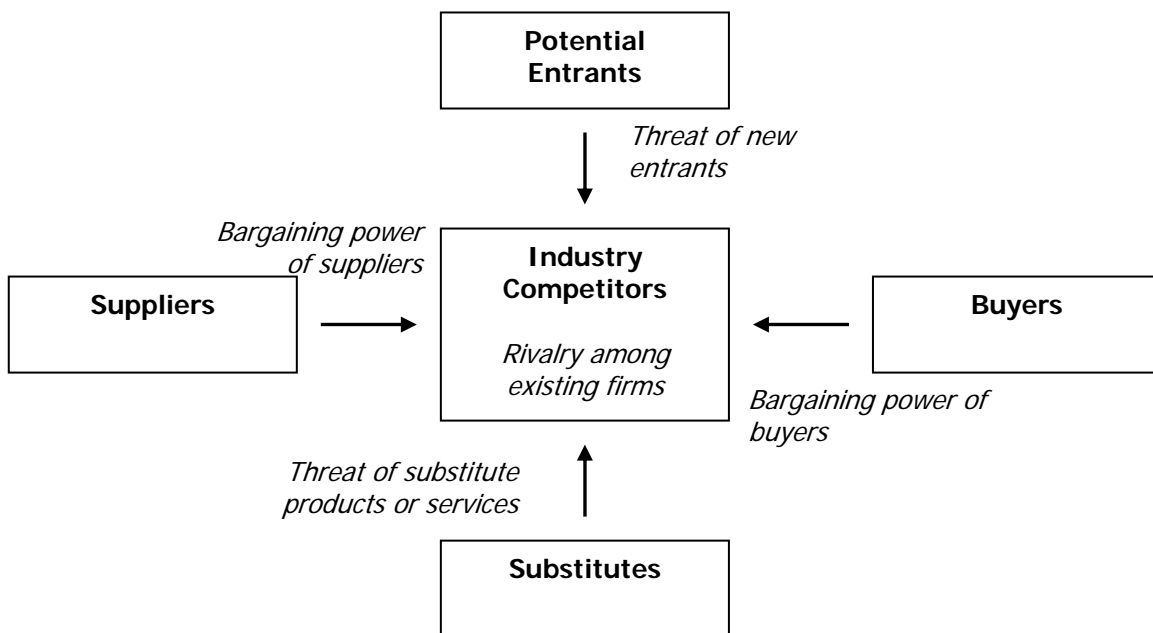 Potential
Entrants
Threat of new
entrants
Bargaining power
of suppliers
Industry
Competitors
Rivalry among
existing firms
Suppliers
Buyers
Bargaining power of
buyers
Threat of substitute
products or services
Substitutes